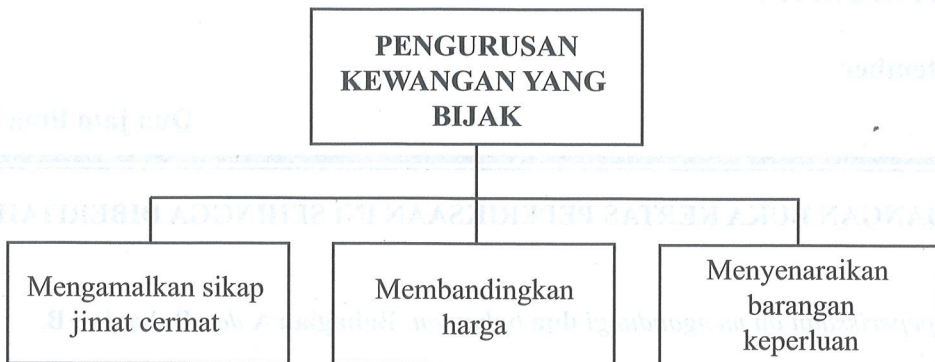 PENGURUSAN
KEWANGAN YANG
BIJAK
Mengamalkan sikap
jimat cermat
Membandingkan
harga
Menyenaraikan
barangan
keperluan